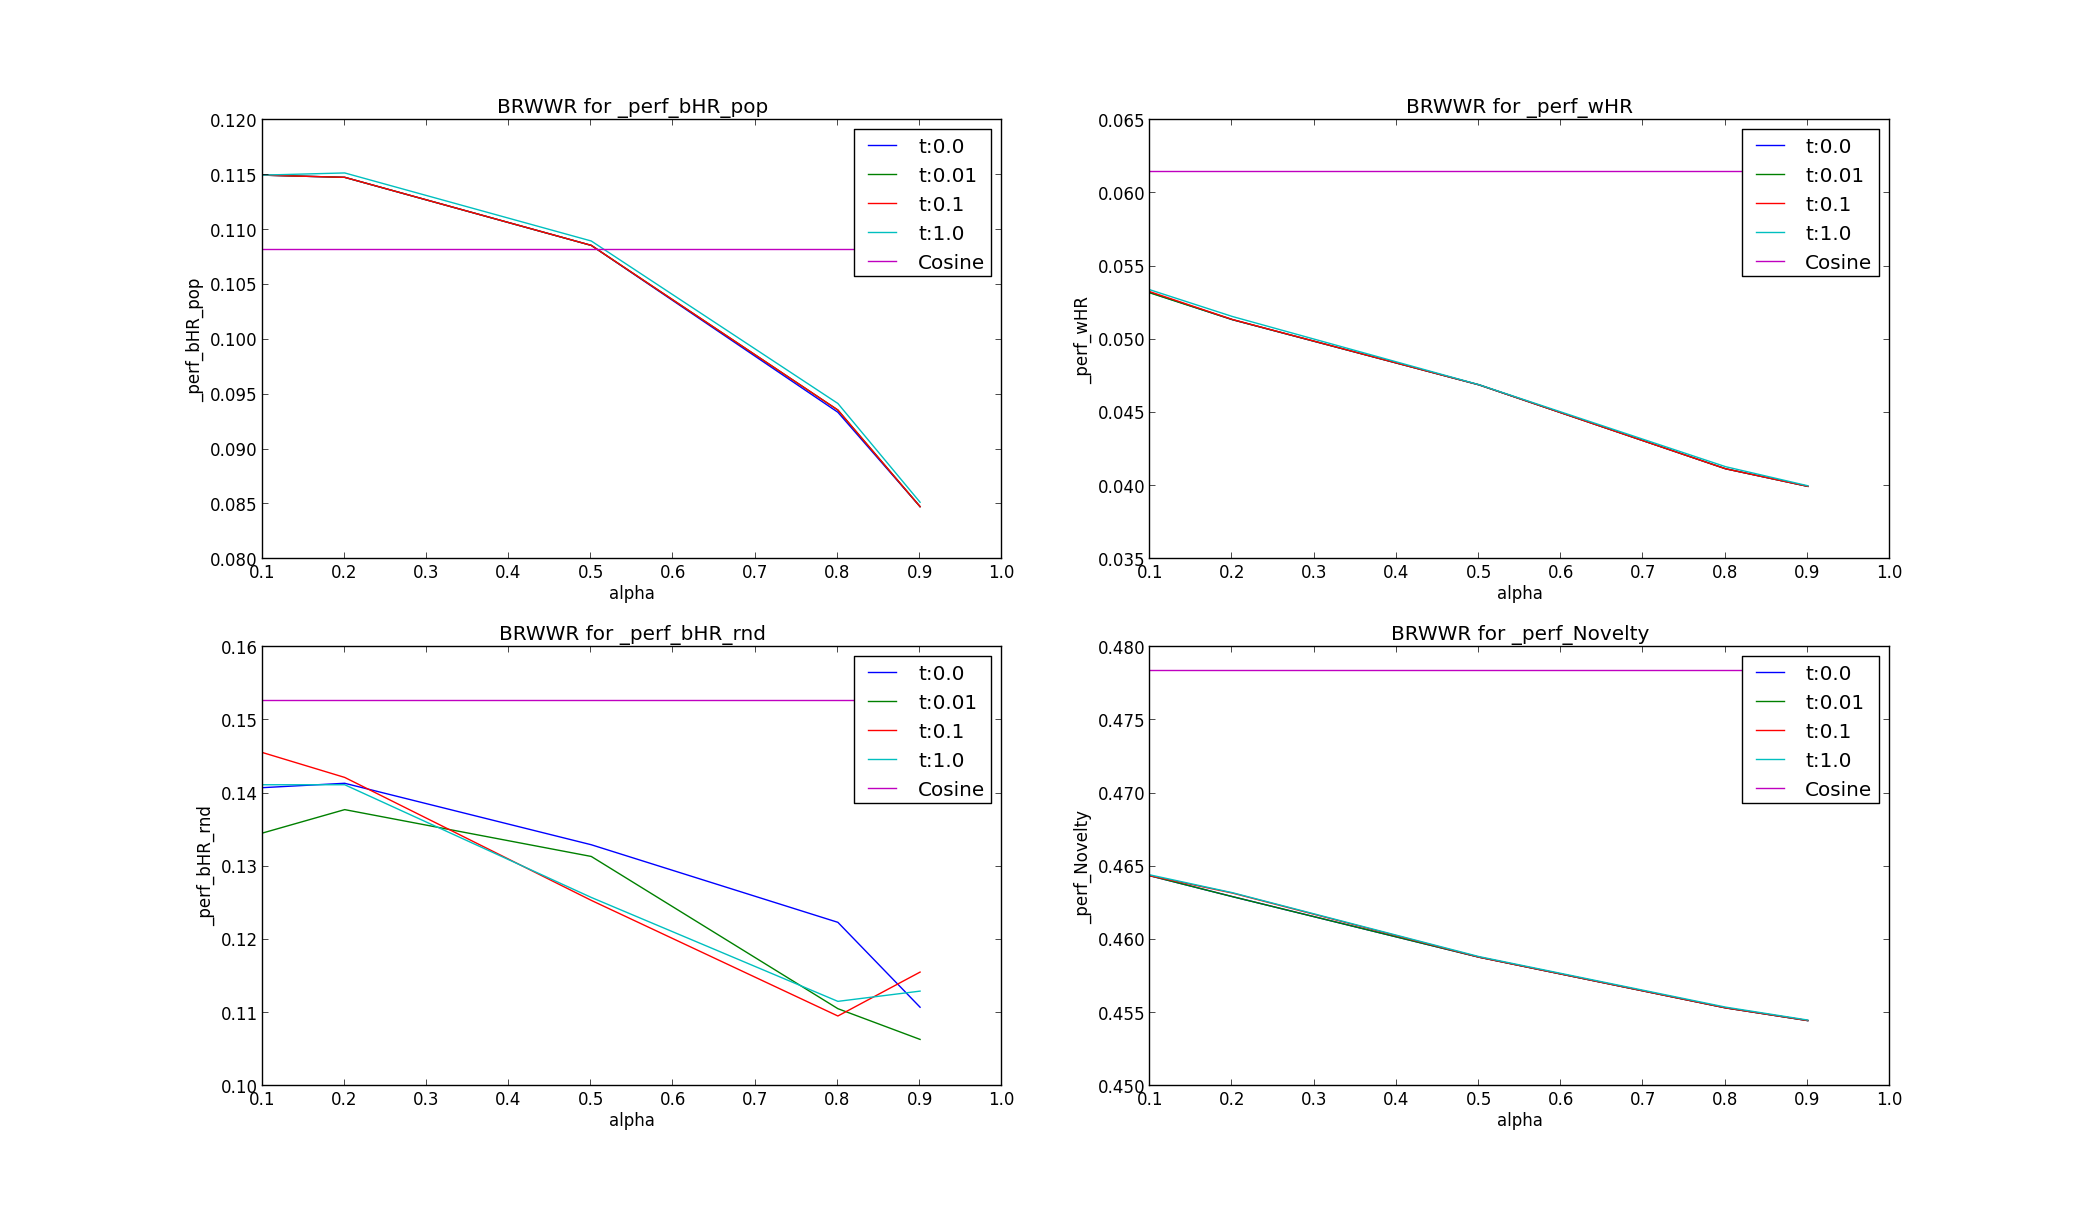 BRWWR for _perf_bHR_pop
0.120
0.115
0.110
0.105
0.100
0.095
0.090
0.085
0.080
_perf_bHR_pop
0.1 0.2 0.3 0.4 0.5 0.6 0.7 0.8 0.9 1.0
alpha
t:0.0
t:0.01
t:0.1
t:1.0
Cosine
BRWWR for _perf_wHR
0.065
0.060
0.055
0.050
0.045
0.040
0.035
_perf_wHR
0.1 0.2 0.3 0.4 0.5 0.6 0.7 0.8 0.9 1.0
alpha
t:0.0
t:0.01
t:0.1
t:1.0
Cosine
BRWWR for _perf_bHR_rnd
0.16
0.15
0.14
0.13
0.12
0.11
0.10
_perf_bHR_rnd
0.1 0.2 0.3 0.4 0.5 0.6 0.7 0.8 0.9 1.0
alpha
t:0.0
t:0.01
t:0.1
t:1.0
Cosine
BRWWR for _perf_Novelty
0.480
0.475
0.470
0.465
0.460
0.455
0.450
_perf_Novelty
0.1 0.2 0.3 0.4 0.5 0.6 0.7 0.8 0.9 1.0
alpha
t:0.0
t:0.01
t:0.1
t:1.0
Cosine